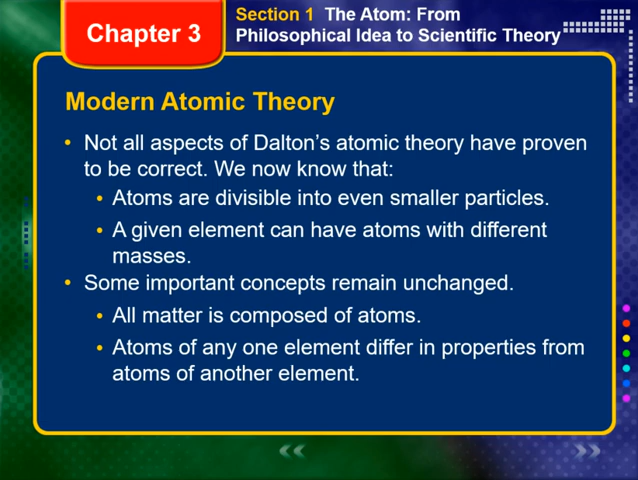 Chapter 3
Section 1 The Atom: From
Philosophical Idea to Scientific Theory
Modern Atomic Theory
• Not all aspects of Dalton's atomic theory have proven
to be correct. We now know that:
• Atoms are divisible into even smaller particles.
• A given element can have atoms with different
masses.
• Some important concepts remain unchanged.
• All matter is composed of atoms.
• Atoms of any one element differ in properties from
atoms of another element.